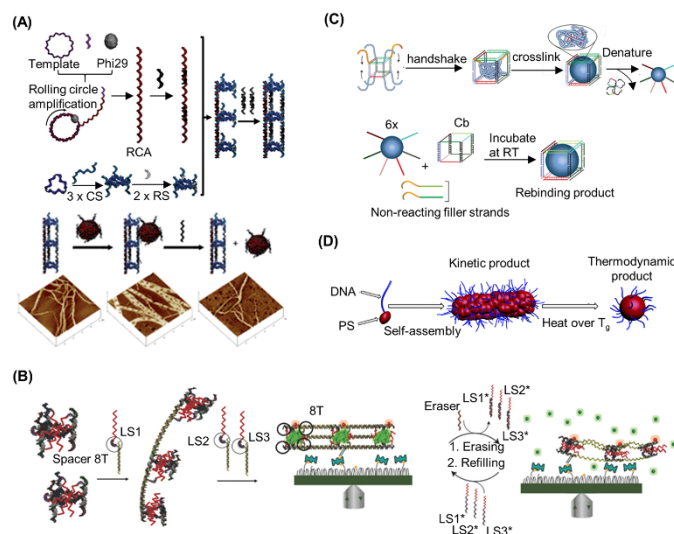 (A)
Template
Phi29
Rolling circle
amplification
RCA
3 x CS
2 x RS
(B)
Spacer 8T
LS1
LS2
LS3
8T
Eraser
LS1*
LS2*
LS3*
1. Erasing
2. Refilling
LS1*
LS2*
LS3*
(C)
handshake
crosslink
Denature
6x
Cb
+
Incubate
at RT
Rebinding product
Non-reacting filler strands
(D)
DNA
PS
Self-assembly
Kinetic product
Heat over Tg
Thermodynamic
product